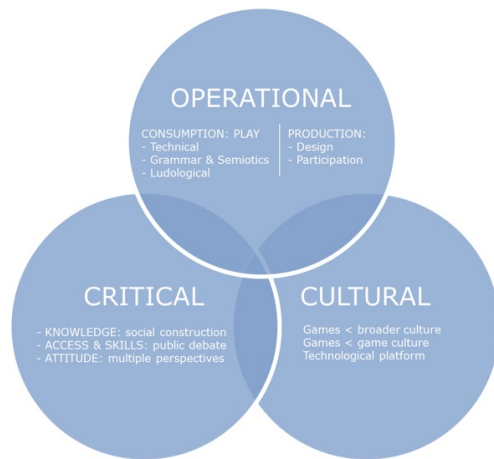 OPERATIONAL
CONSUMPTION: PLAY
- Technical
- Grammar & Semiotics
- Ludological
PRODUCTION:
- Design
- Participation
CRITICAL
- KNOWLEDGE: social construction
- ACCESS & SKILLS: public debate
- ATTITUDE: multiple perspectives
CULTURAL
Games < broader culture
Games < game culture
Technological platform